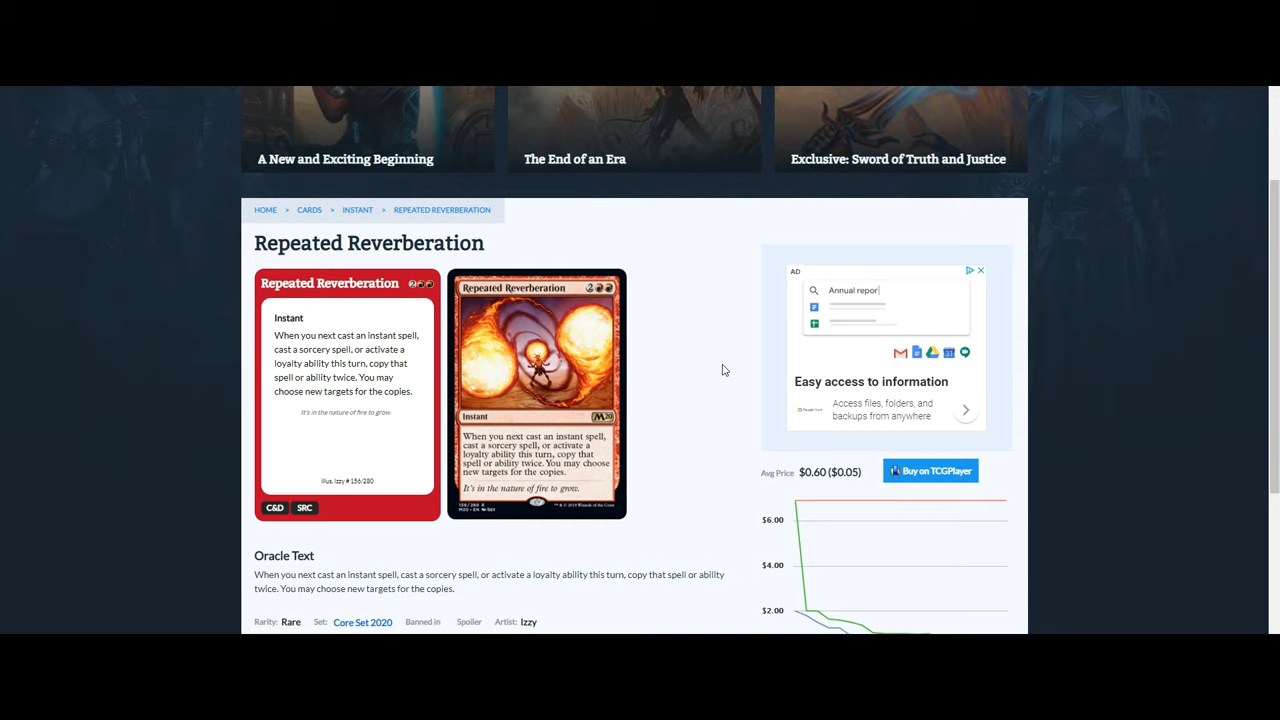 A New and Exciting Beginning
The End of an Era
Exclusive: Sword of Truth and Justice
HOME > CARDS > INSTANT > REPEATED REVERBERATION
Repeated Reverberation
Repeated Reverberation 2
Instant
When you next cast an instant spell,
cast a sorcery spell, or activate a
loyalty ability this turn, copy that
spell or ability twice. You may
choose new targets for the copies.
It's in the nature of fire to grow.
Illus. Izzy # 156/280
C&D SRC
Repeated Reverberation 2
Instant M20
When you next cast an instant spell,
cast a sorcery spell, or activate a
loyalty ability this turn, copy that
spell or ability twice. You may choose
new targets for the copies.
It's in the nature of fire to grow.
156/280 R
M20 • EN Izzy
AD
Annual repor
Easy access to information
Access files, folders, and
backups from anywhere
Avg Price $0.60 ($0.05) Buy on TCGPlayer
$6.00
$4.00
$2.00
Oracle Text
When you next cast an instant spell, cast a sorcery spell, or activate a loyalty ability this turn, copy that spell or ability
twice. You may choose new targets for the copies.
Rarity: Rare Set: Core Set 2020 Banned in Spoiler Artist: Izzy